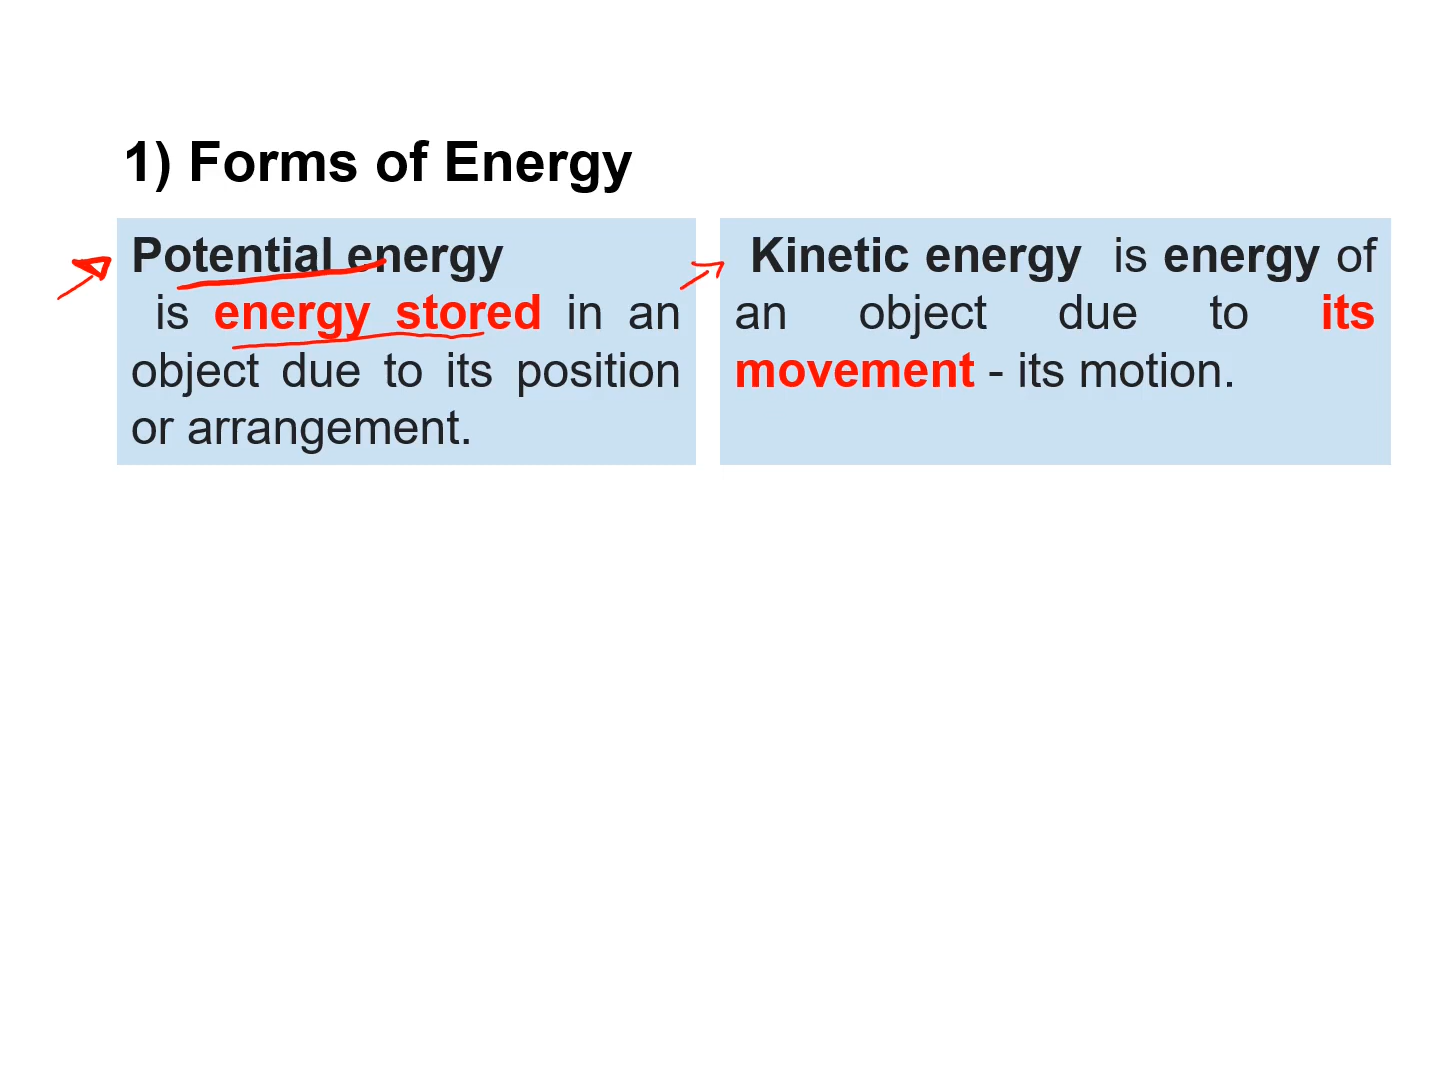 1) Forms of Energy
Potential energy
is energy stored in an
object due to its position
or arrangement.
Kinetic energy is energy of
an object due to its
movement - its motion.